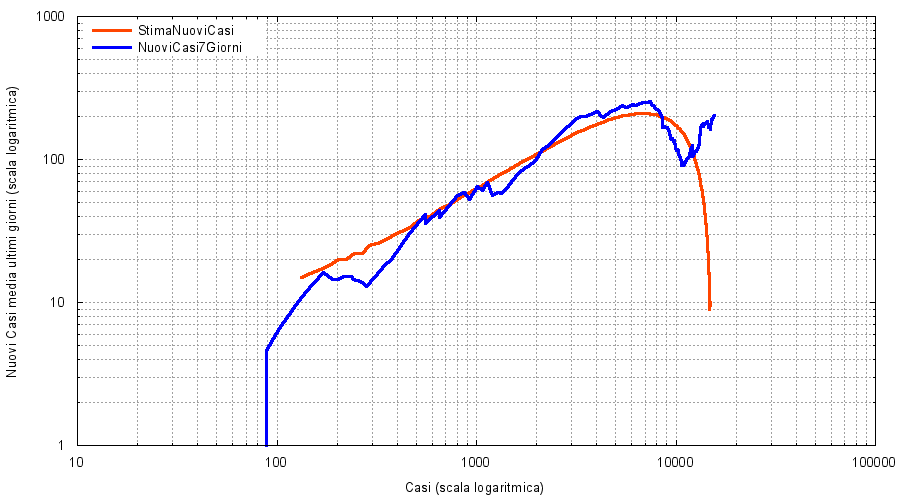 1000
StimaNuoviCasi
NuoviCasi7Giorni
100
10
1
10
100
1000
10000
100000
Nuovi Casi media ultimi giorni (scala logaritmica)
Casi (scala logaritmica)